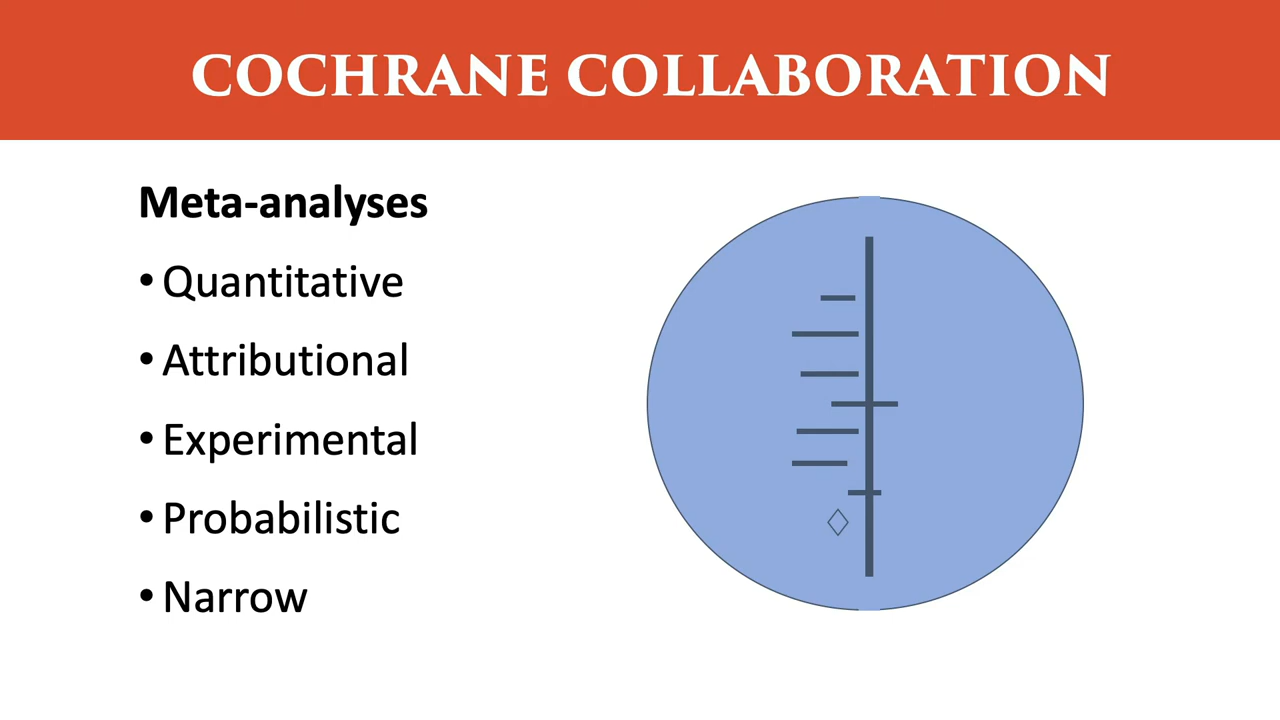 COCHRANE COLLABORATION
Meta-analyses
• Quantitative
• Attributional
• Experimental
• Probabilistic
• Narrow